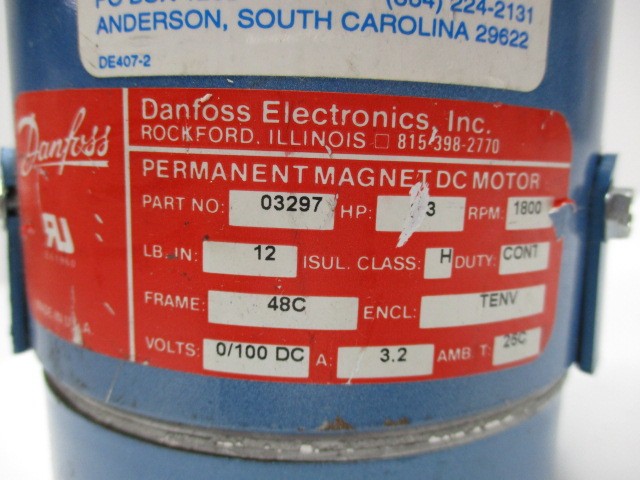 224-2131
ANDERSON, SOUTH CAROLINA 29622
DE407-2
Danfoss
Danfoss Electronics, Inc.
ROCKFORD, ILLINOIS □ 815-398-2770
PERMANENT MAGNET DC MOTOR
PART NO: 03297 HP: 3 RPM: 1800
LB. IN: 12 ISUL. CLASS: H DUTY: CONT
FRAME: 48C ENCL: TENV
VOLTS: 0/100 DC A: 3.2 AMB. T: 25C
U.S.A.